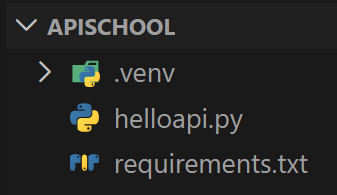 APISCHOOL
.venv
helloapi.py
requirements.txt